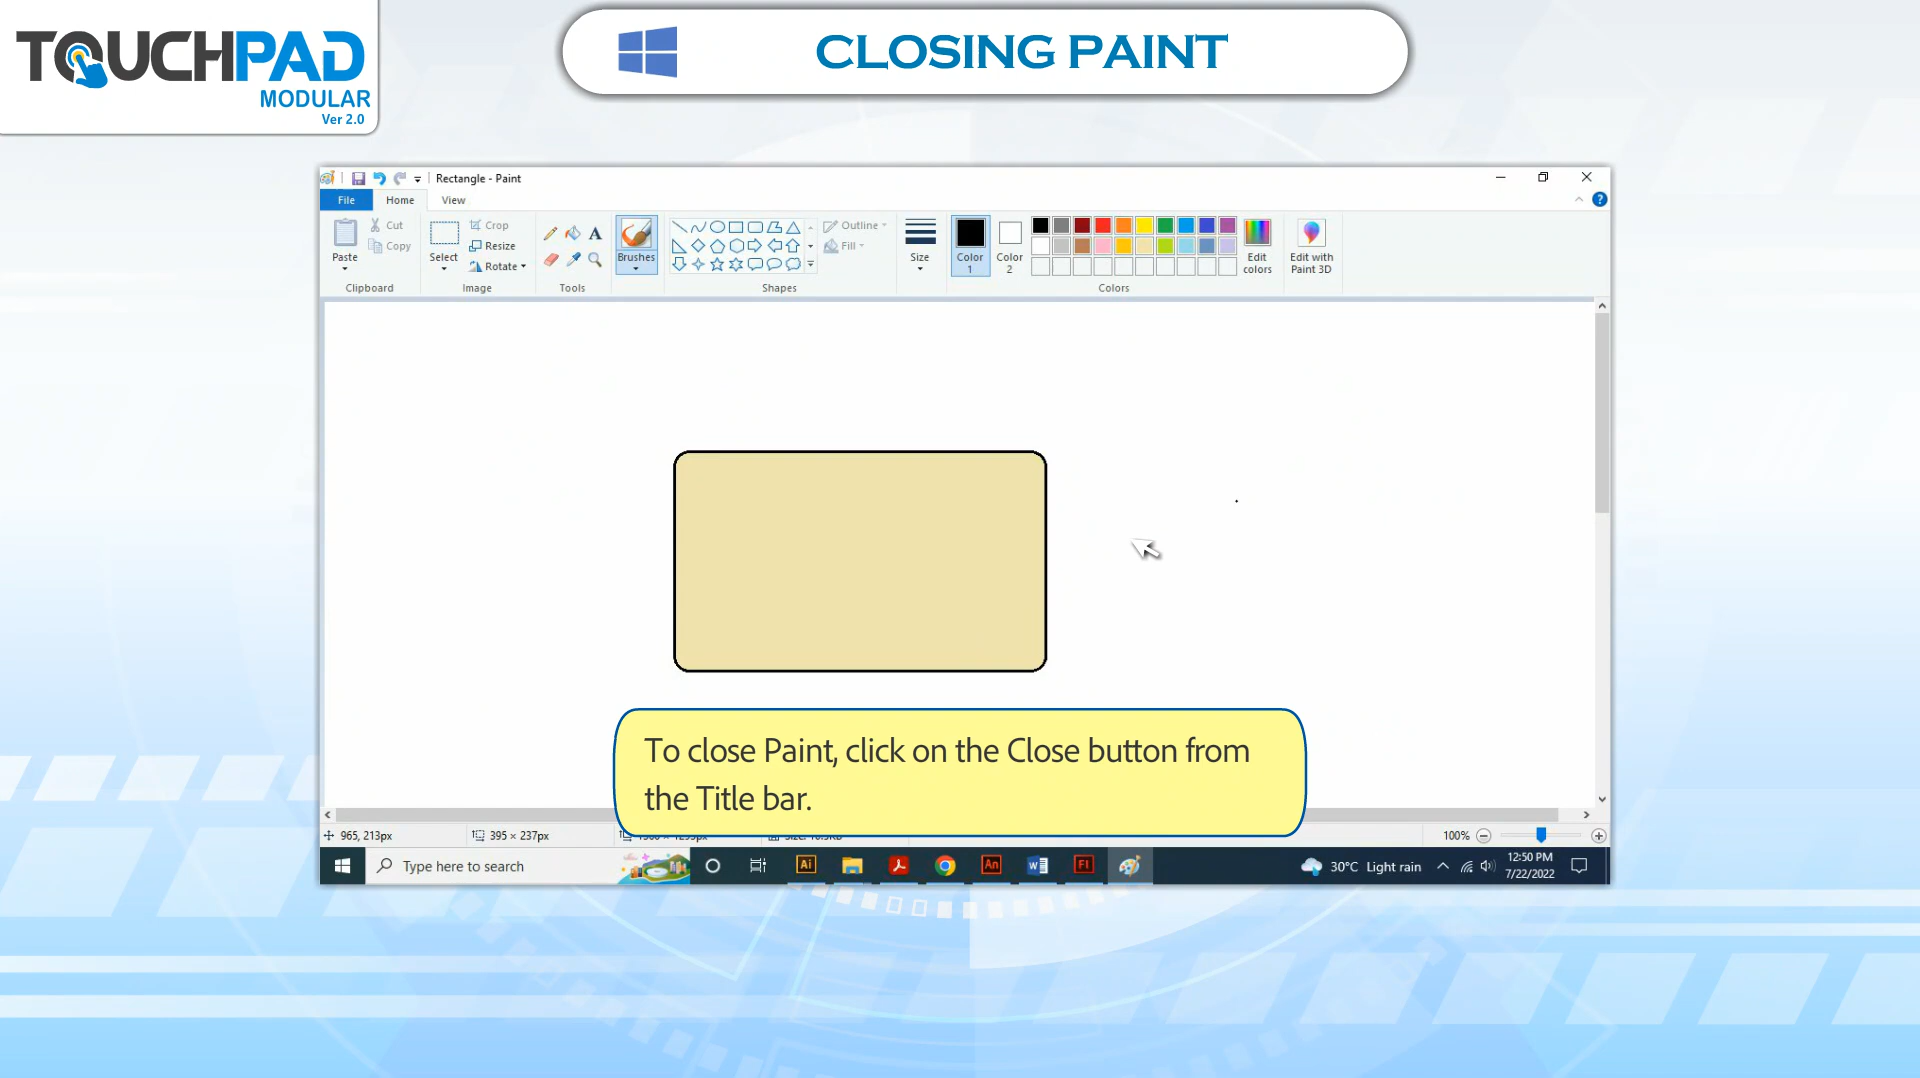 TOUCHPAD
MODULAR
Ver 2.0
CLOSING PAINT
Rectangle - Paint
File Home View
Paste
Cut
Copy
Clipboard
Select
Crop
Resize
Rotate
Image
A
Tools
Brushes
Outline
Fill
Shapes
Size
Color
1
Color
2
Edit
colors
Colors
Edit with
Paint 3D
To close Paint, click on the Close button from
the Title bar.
965, 213px
395 × 237px
100%
Type here to search
Ai
An
W
Fl
30°C Light rain
12:50 PM
7/22/2022